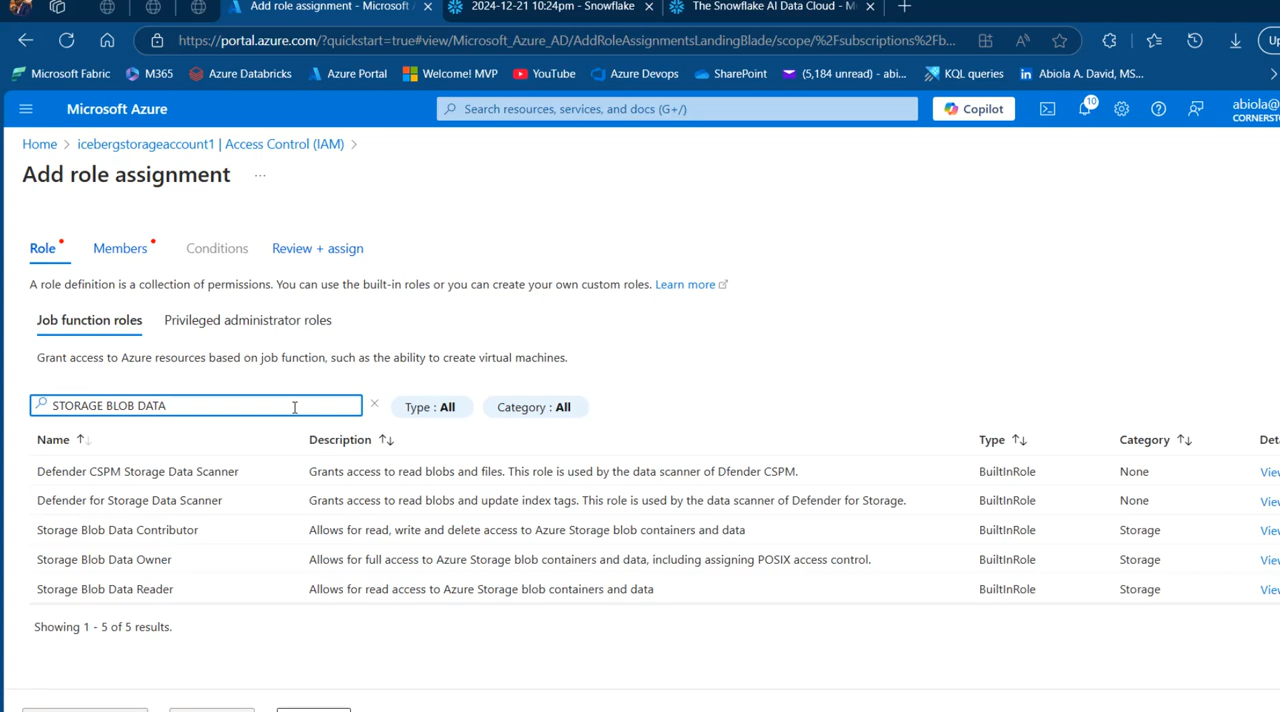 Add role assignment - Microsoft
2024-12-21 10:24pm - Snowflake
The Snowflake AI Data Cloud - M
https://portal.azure.com/?quickstart=true#view/Microsoft_Azure_AD/AddRoleAssignmentsLandingBlade/scope/%2Fsubscriptions%2Fb...
Microsoft Fabric
M365
Azure Databricks
Azure Portal
Welcome! MVP
YouTube
Azure Devops
SharePoint
(5,184 unread) - abi...
KQL queries
Abiola A. David, MS...
Microsoft Azure
Search resources, services, and docs (G+/)
Copilot
10
abiola@
CORNERST
Home > icebergstorageaccount1 | Access Control (IAM) >
Add role assignment ...
Role Members Conditions Review + assign
A role definition is a collection of permissions. You can use the built-in roles or you can create your own custom roles. Learn more
Job function roles Privileged administrator roles
Grant access to Azure resources based on job function, such as the ability to create virtual machines.
STORAGE BLOB DATA Type : All Category : All
Name Description Type Category
Defender CSPM Storage Data Scanner Grants access to read blobs and files. This role is used by the data scanner of Dfender CSPM. BuiltInRole None View
Defender for Storage Data Scanner Grants access to read blobs and update index tags. This role is used by the data scanner of Defender for Storage. BuiltInRole None View
Storage Blob Data Contributor Allows for read, write and delete access to Azure Storage blob containers and data BuiltInRole Storage View
Storage Blob Data Owner Allows for full access to Azure Storage blob containers and data, including assigning POSIX access control. BuiltInRole Storage View
Storage Blob Data Reader Allows for read access to Azure Storage blob containers and data BuiltInRole Storage View
Showing 1 - 5 of 5 results.